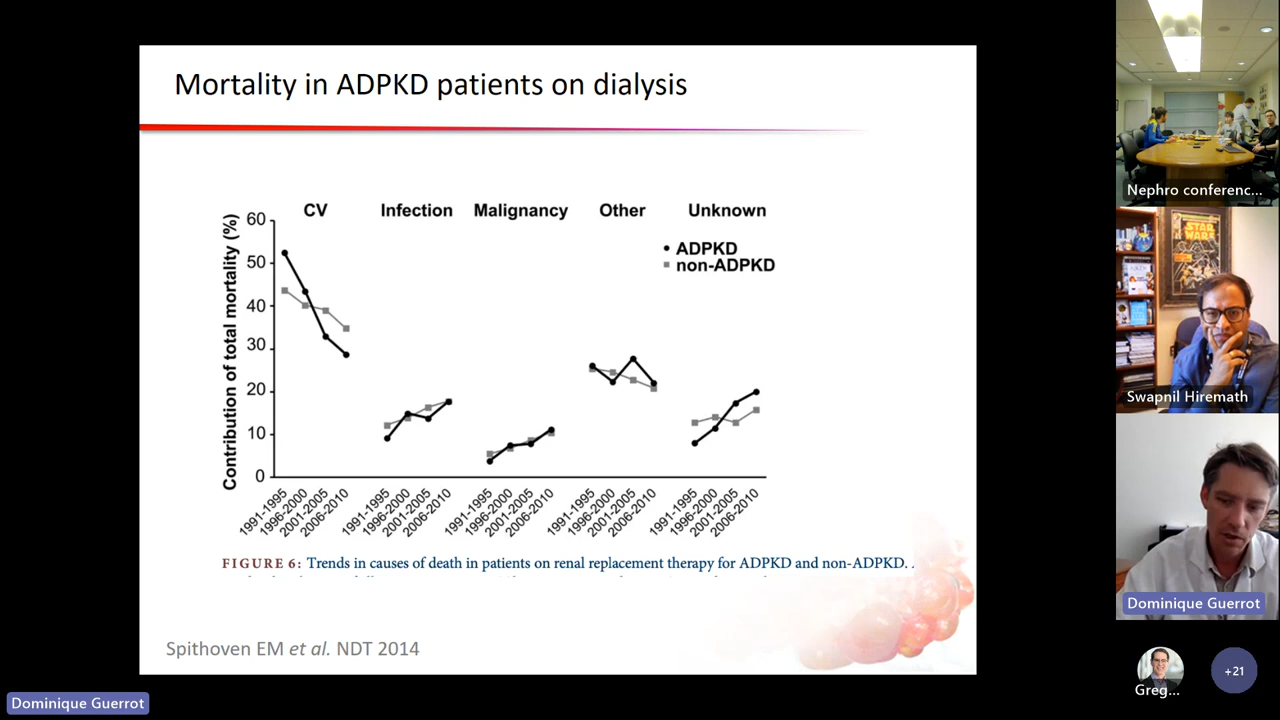 Mortality in ADPKD patients on dialysis
CV Infection Malignancy Other Unknown
Contribution of total mortality (%)
60
50
40
30
20
10
0
ADPKD
non-ADPKD
1991-1995 1996-2000 2001-2005 2006-2010
1991-1995 1996-2000 2001-2005 2006-2010
1991-1995 1996-2000 2001-2005 2006-2010
1991-1995 1996-2000 2001-2005 2006-2010
1991-1995 1996-2000 2001-2005 2006-2010
FIGURE 6: Trends in causes of death in patients on renal replacement therapy for ADPKD and non-ADPKD.
Spithoven EM et al. NDT 2014
Dominique Guerrot
Nephro conferenc...
STAR WARS
Swapnil Hiremath
Dominique Guerrot
Greg...
+21